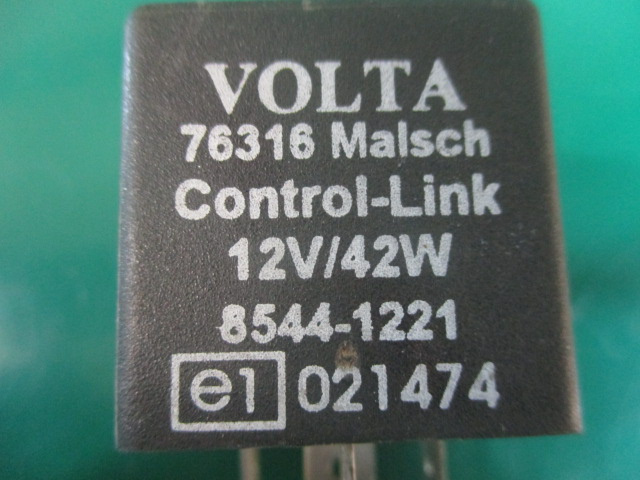 VOLTA
76316 Malsch
Control-Link
12V/42W
8544-1221
e1 021474